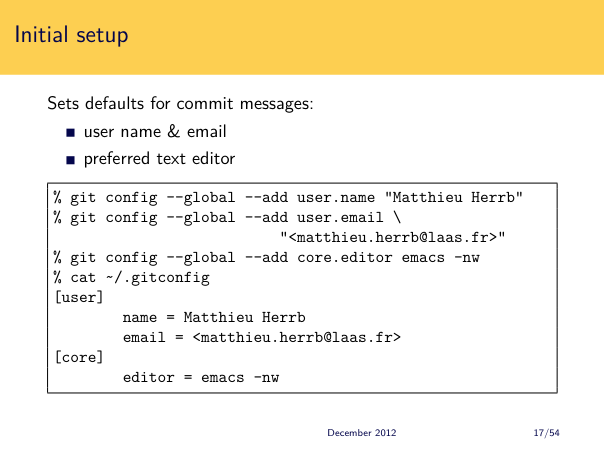 Initial setup
Sets defaults for commit messages:
user name & email
preferred text editor
% git config --global --add user.name "Matthieu Herrb"
% git config --global --add user.email \
"<matthieu.herrb@laas.fr>"
% git config --global --add core.editor emacs -nw
% cat ~/.gitconfig
[user]
name = Matthieu Herrb
email = <matthieu.herrb@laas.fr>
[core]
editor = emacs -nw
December 2012
17/54